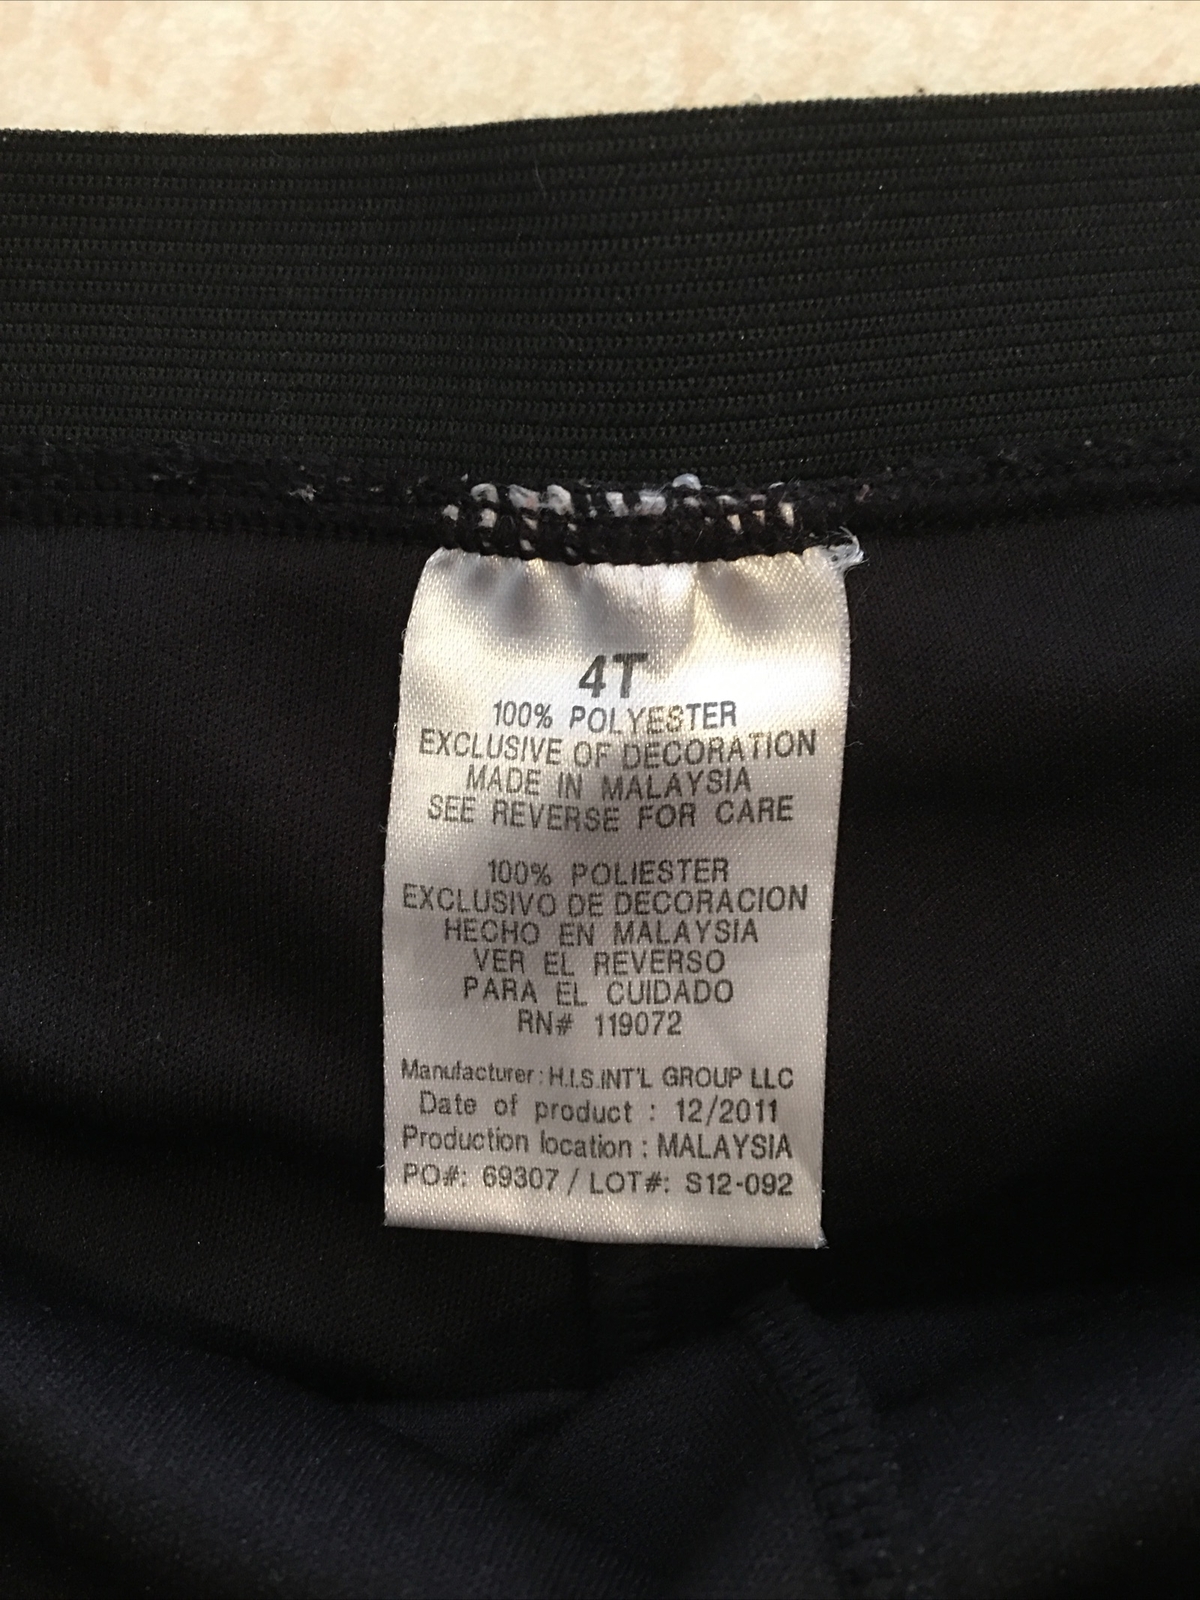 4T
100% POLYESTER
EXCLUSIVE OF DECORATION
MADE IN MALAYSIA
SEE REVERSE FOR CARE
100% POLIESTER
EXCLUSIVO DE DECORACION
HECHO EN MALAYSIA
VER EL REVERSO
PARA EL CUIDADO
RN# 119072
Manufacturer: H.I.S.INT'L GROUP LLC
Date of product : 12/2011
Production location : MALAYSIA
PO#: 69307 / LOT#: S12-092